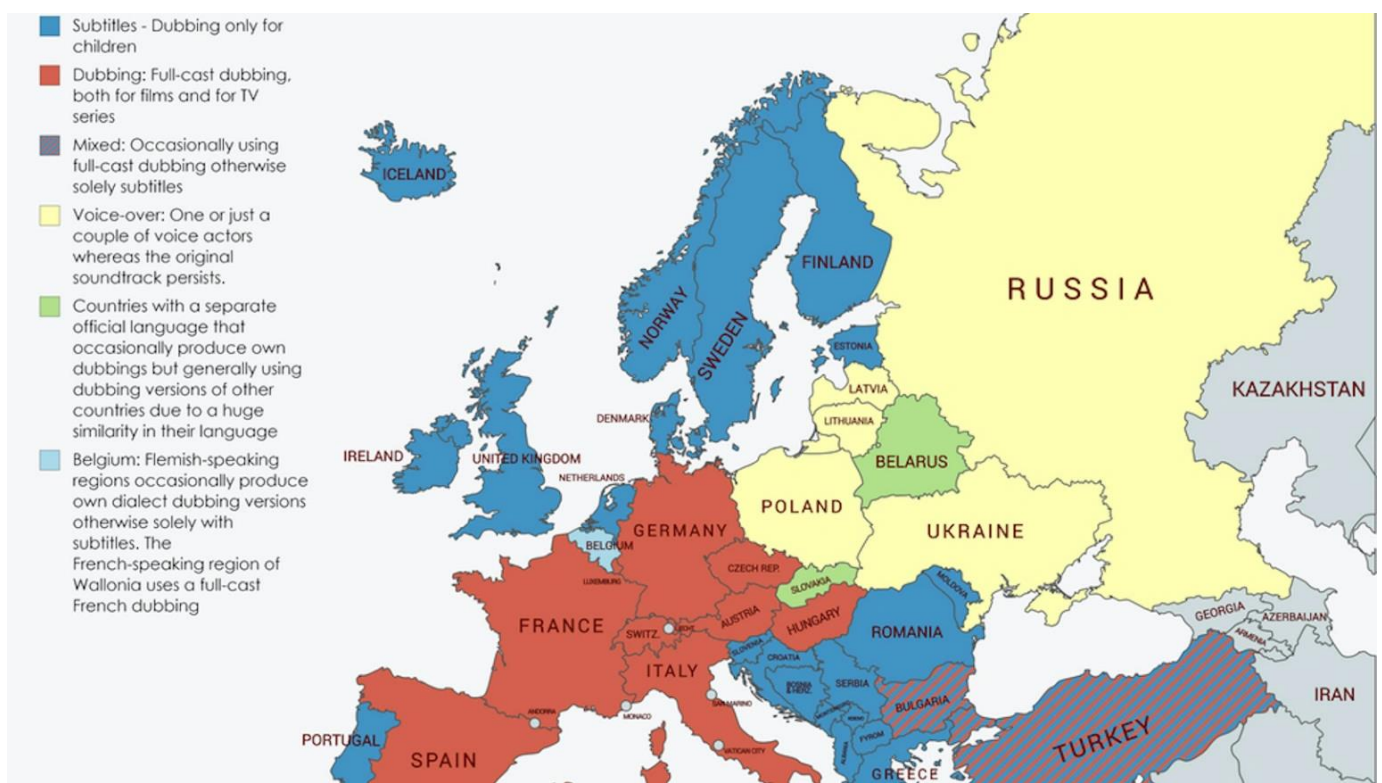 Subtitles - Dubbing only for
children
Dubbing: Full-cast dubbing,
both for films and for TV
series
Mixed: Occasionally using
full-cast dubbing otherwise
solely subtitles
Voice-over: One or just a
couple of voice actors
whereas the original
soundtrack persists.
Countries with a separate
official language that
occasionally produce own
dubbings but generally using
dubbing versions of other
countries due to a huge
similarity in their language
Belgium: Flemish-speaking
regions occasionally produce
own dialect dubbing versions
otherwise solely with
subtitles. The
French-speaking region of
Wallonia uses a full-cast
French dubbing
ICELAND
FINLAND
RUSSIA
NORWAY
SWEDEN
ESTONIA
KAZAKHSTAN
LATVIA
DENMARK
LITHUANIA
IRELAND
UNITED KINGDOM
BELARUS
NETHERLANDS
POLAND
GERMANY
UKRAINE
BELGIUM
CZECH REP.
LUXEMBURG
SLOVAKIA
MOLDOVA
GEORGIA
AZERBAIJAN
ARMENIA
FRANCE
SWITZ.
AUSTRIA
HUNGARY
ROMANIA
SLOVENIA
CROATIA
ITALY
BOSNIA
& HERZ.
SERBIA
IRAN
BULGARIA
SAN MARINO
ANDORRA
MONACO
MONTENEGRO
FYROM
PORTUGAL
SPAIN
VATICAN CITY
ALBANIA
TURKEY
GREECE